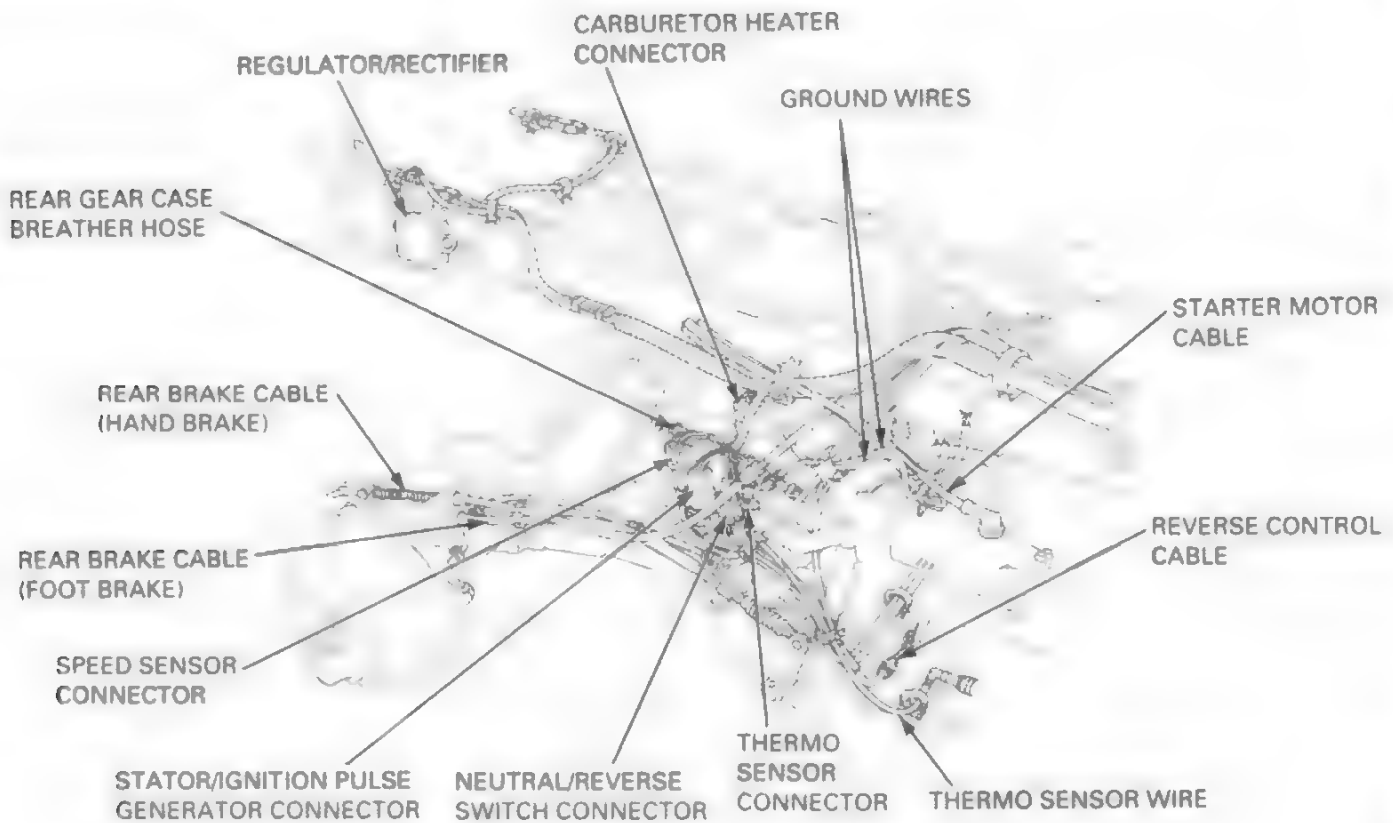 CARBURETOR HEATER
CONNECTOR
REGULATOR/RECTIFIER
GROUND WIRES
REAR GEAR CASE
BREATHER HOSE
STARTER MOTOR
CABLE
REAR BRAKE CABLE
(HAND BRAKE)
REVERSE CONTROL
CABLE
REAR BRAKE CABLE
(FOOT BRAKE)
SPEED SENSOR
CONNECTOR
STATOR/IGNITION PULSE
GENERATOR CONNECTOR
NEUTRAL/REVERSE
SWITCH CONNECTOR
THERMO
SENSOR
CONNECTOR
THERMO SENSOR WIRE